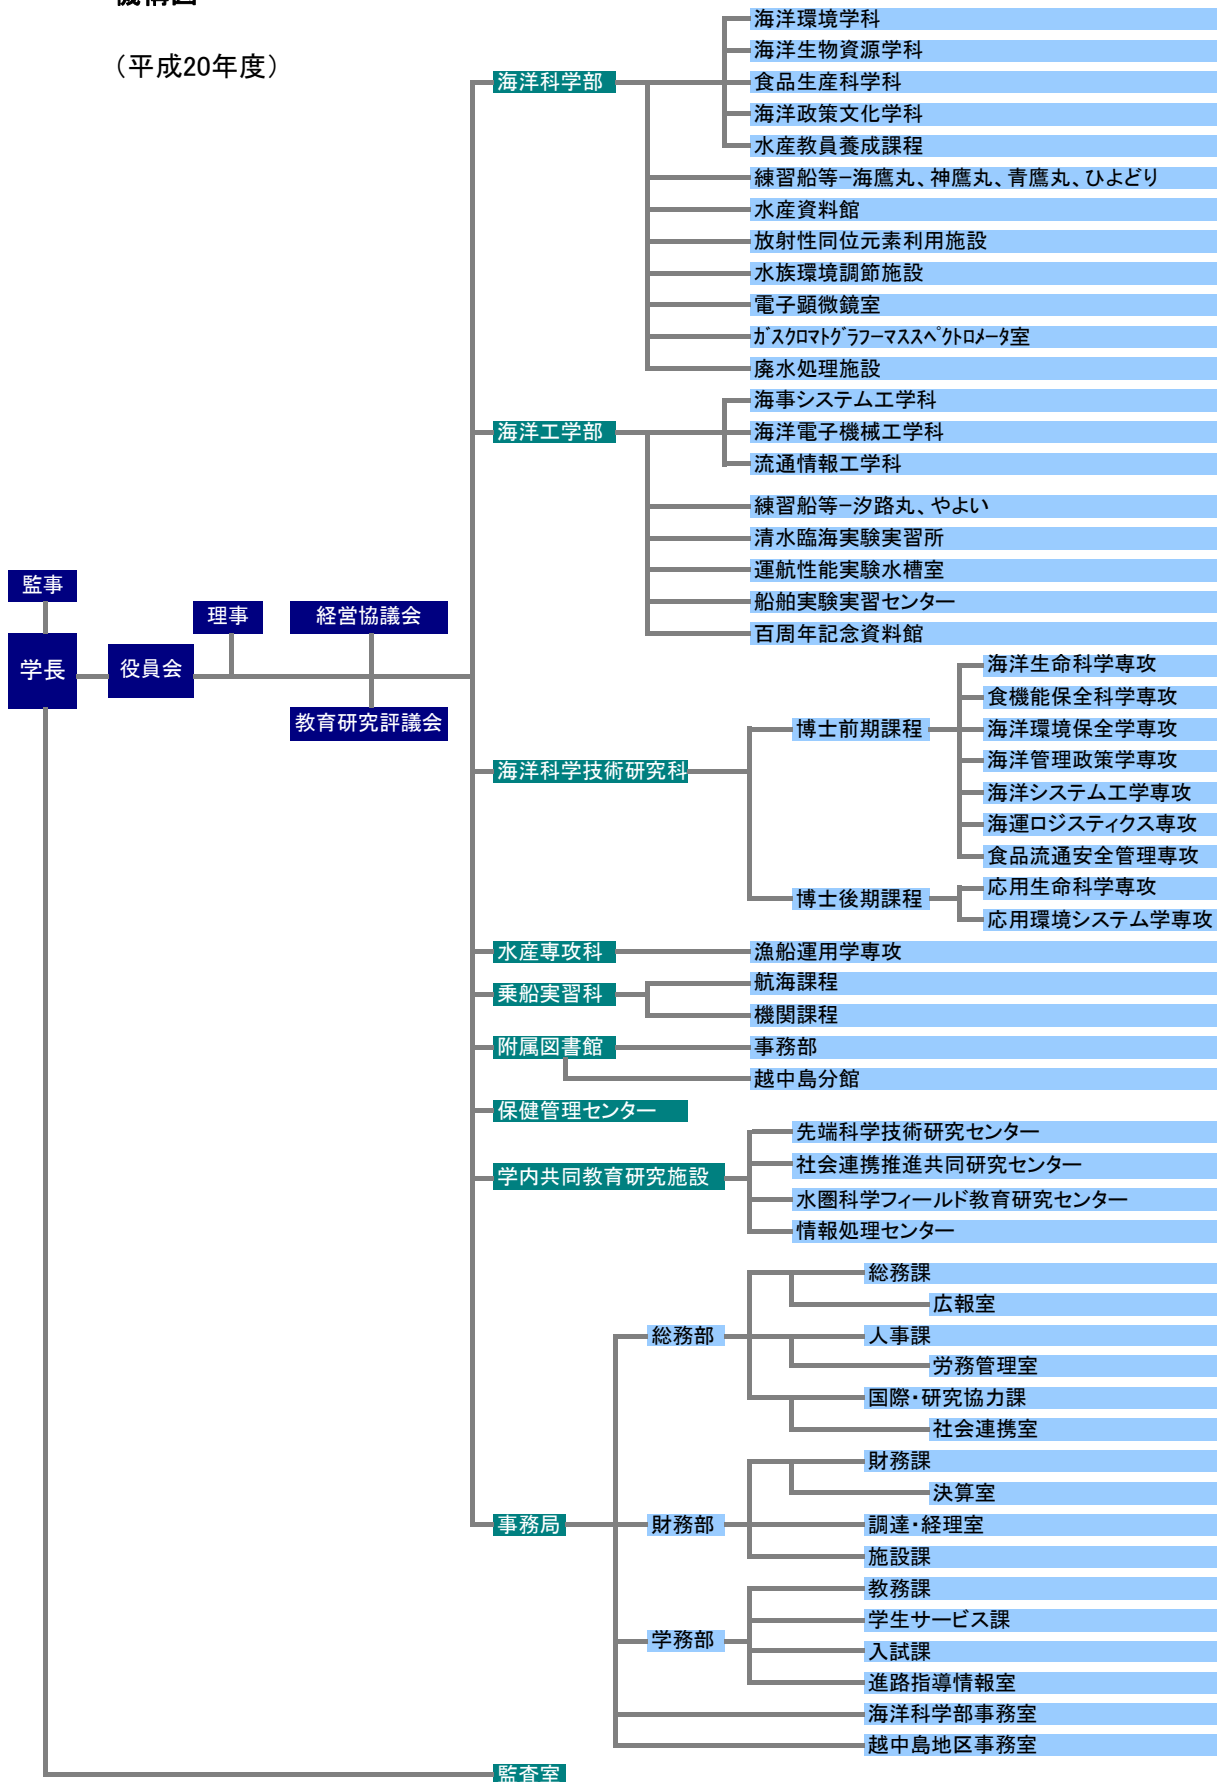 機構図
（平成20年度）
海洋科学部
海洋環境学科
海洋生物資源学科
食品生産科学科
海洋政策文化学科
水産教員養成課程
練習船等−海鷹丸、神鷹丸、青鷹丸、ひよどり
水産資料館
放射性同位元素利用施設
水族環境調節施設
電子顕微鏡室
ｶﾞｽｸﾛﾏﾄｸﾞﾗﾌｰﾏｽｽﾍﾟｸﾄﾛﾒｰﾀ室
廃水処理施設
海洋工学部
海事システム工学科
海洋電子機械工学科
流通情報工学科
練習船等−汐路丸、やよい
清水臨海実験実習所
運航性能実験水槽室
船舶実験実習センター
百周年記念資料館
監事
学長
役員会
理事
経営協議会
教育研究評議会
海洋科学技術研究科
博士前期課程
海洋生命科学専攻
食機能保全科学専攻
海洋環境保全学専攻
海洋管理政策学専攻
海洋システム工学専攻
海運ロジスティクス専攻
食品流通安全管理専攻
博士後期課程
応用生命科学専攻
応用環境システム学専攻
水産専攻科
漁船運用学専攻
乗船実習科
航海課程
機関課程
附属図書館
事務部
越中島分館
保健管理センター
学内共同教育研究施設
先端科学技術研究センター
社会連携推進共同研究センター
水圏科学フィールド教育研究センター
情報処理センター
事務局
総務部
総務課
広報室
人事課
労務管理室
国際・研究協力課
社会連携室
財務部
財務課
決算室
調達・経理室
施設課
学務部
教務課
学生サービス課
入試課
進路指導情報室
海洋科学部事務室
越中島地区事務室
監査室